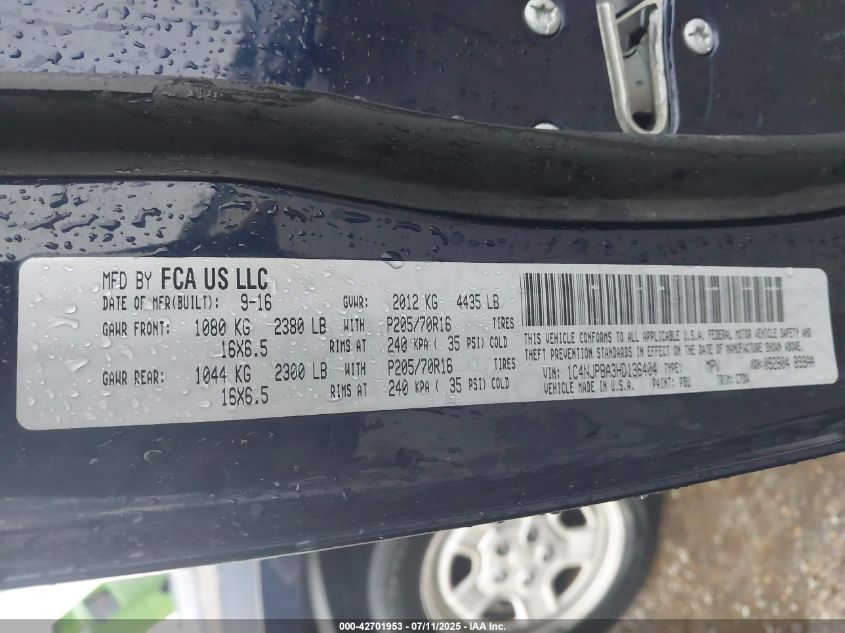 MFD BY FCA US LLC
DATE OF MFR(BUILT): 9-16 GVWR: 2012 KG 4435 LB
GAWR FRONT: 1080 KG 2380 LB WITH P205/70R16 TIRES
16X6.5 RIMS AT 240 KPA ( 35 PSI) COLD
GAWR REAR: 1044 KG 2300 LB WITH P205/70R16 TIRES
16X6.5 RIMS AT 240 KPA ( 35 PSI) COLD
THIS VEHICLE CONFORMS TO ALL APPLICABLE U.S.A. FEDERAL MOTOR VEHICLE SAFETY AND
THEFT PREVENTION STANDARDS IN EFFECT ON THE DATE OF MANUFACTURE SHOWN ABOVE.
VIN: 1C4NJPBA3HD136404 TYPE: MPV
VEHICLE MADE IN U.S.A. PAINT: PBU TRIM:
000-42701953 - 07/11/2025 - IAA Inc.